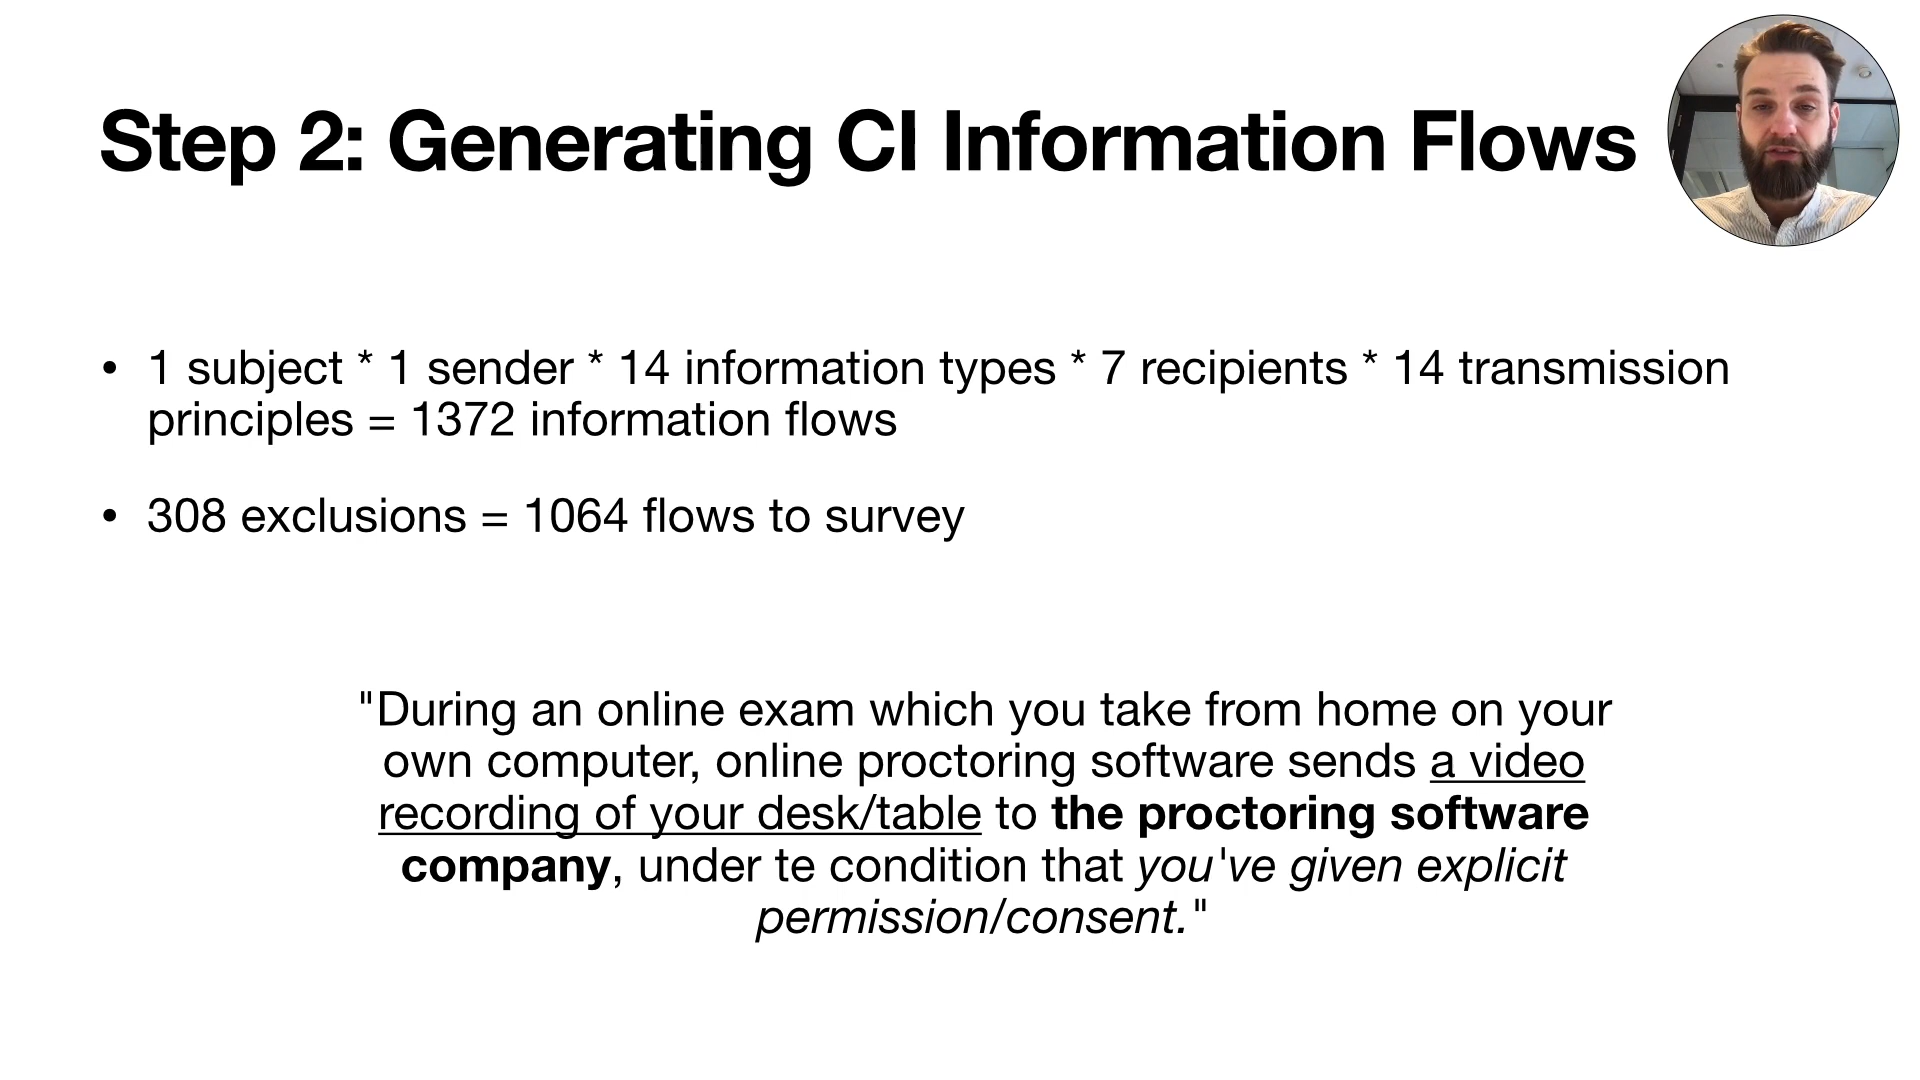 Step 2: Generating CI Information Flows
• 1 subject * 1 sender * 14 information types * 7 recipients * 14 transmission
principles = 1372 information flows
• 308 exclusions = 1064 flows to survey
"During an online exam which you take from home on your
own computer, online proctoring software sends a video
recording of your desk/table to the proctoring software
company, under te condition that you've given explicit
permission/consent."